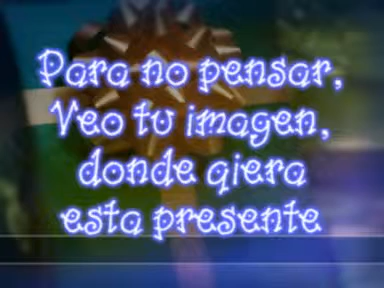 Para no pensar,
Veo tu imagen,
donde qiera
esta presente